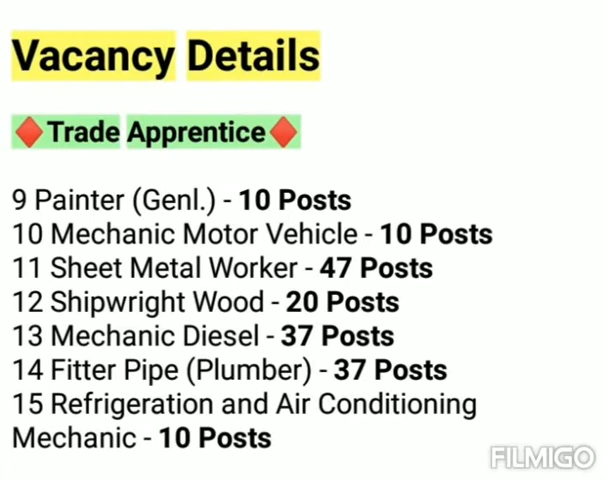 Vacancy Details
♦Trade Apprentice♦
9 Painter (Genl.) - 10 Posts
10 Mechanic Motor Vehicle - 10 Posts
11 Sheet Metal Worker - 47 Posts
12 Shipwright Wood - 20 Posts
13 Mechanic Diesel - 37 Posts
14 Fitter Pipe (Plumber) - 37 Posts
15 Refrigeration and Air Conditioning
Mechanic - 10 Posts
FILMIGO